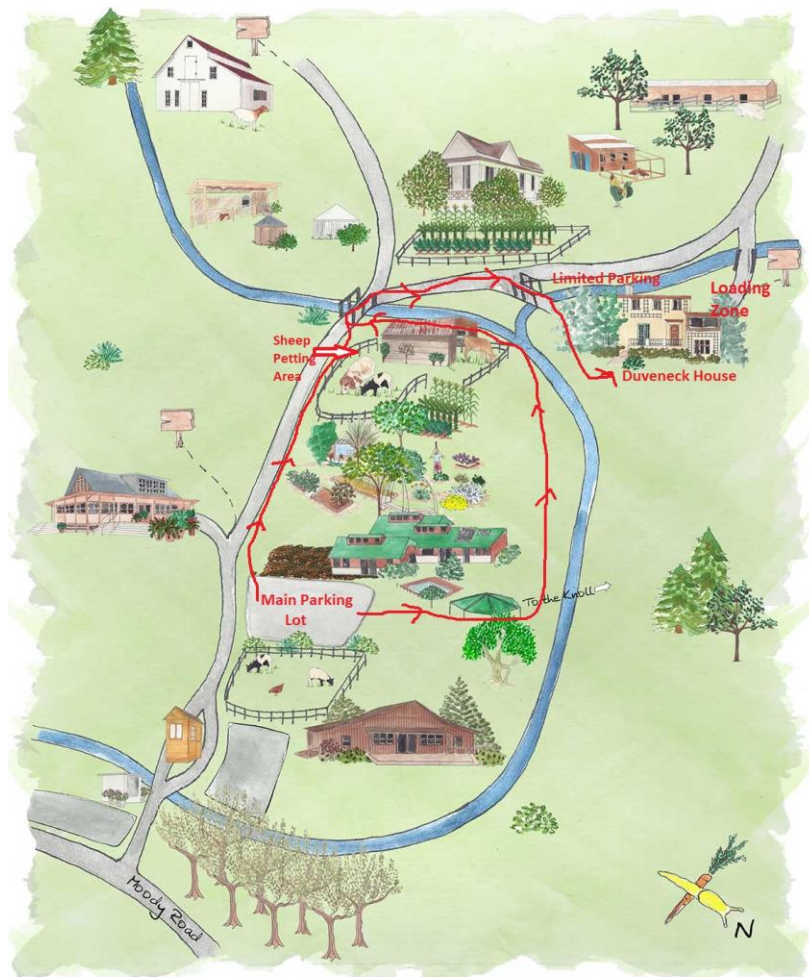 Limited Parking
Loading
Zone
Sheep
Petting
Area
Duveneck House
Main Parking
Lot
To the Knoll
Moody Road
N